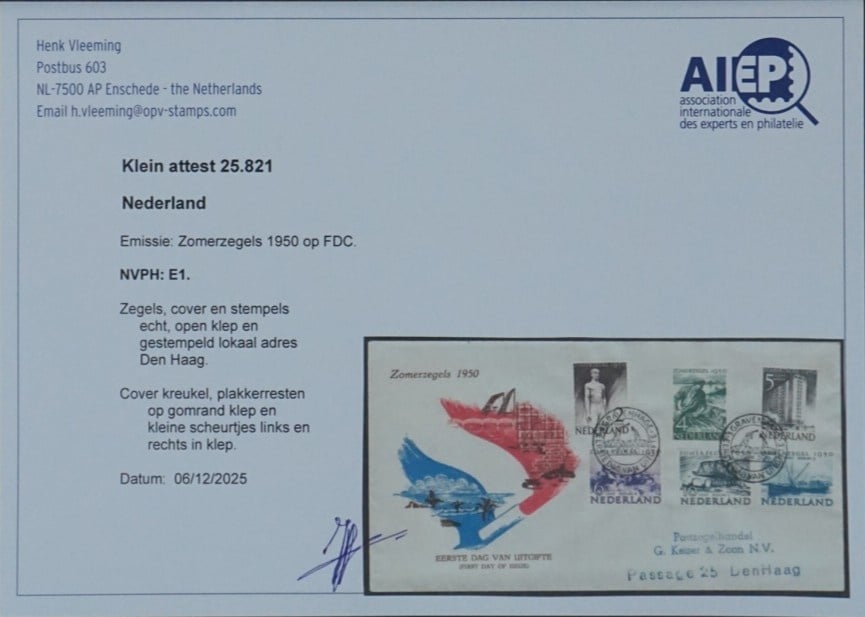 Henk Vleeming
Postbus 603
NL-7500 AP Enschede - the Netherlands
Email h.vleeming@opv-stamps.com
AIEP
association
internationale
des experts en philatelie
Klein attest 25.821
Nederland
Emissie: Zomerzegels 1950 op FDC.
NVPH: E1.
Zegels, cover en stempels
echt, open klep en
gestempeld lokaal adres
Den Haag.
Cover kreukel, plakkerresten
op gomrand klep en
kleine scheurtjes links en
rechts in klep.
Datum: 06/12/2025
Zomerzegels 1950
5
NEDERLAND
NEDERLAND
NEDERLAND
NEDERLAND
NEDERLAND
NEDERLAND
EERSTE DAG VAN UITGIFTE
(FIRST DAY OF ISSUE)
Postzegelhandel
G. Keizer & Zoon N.V.
Passage 25 DenHaag